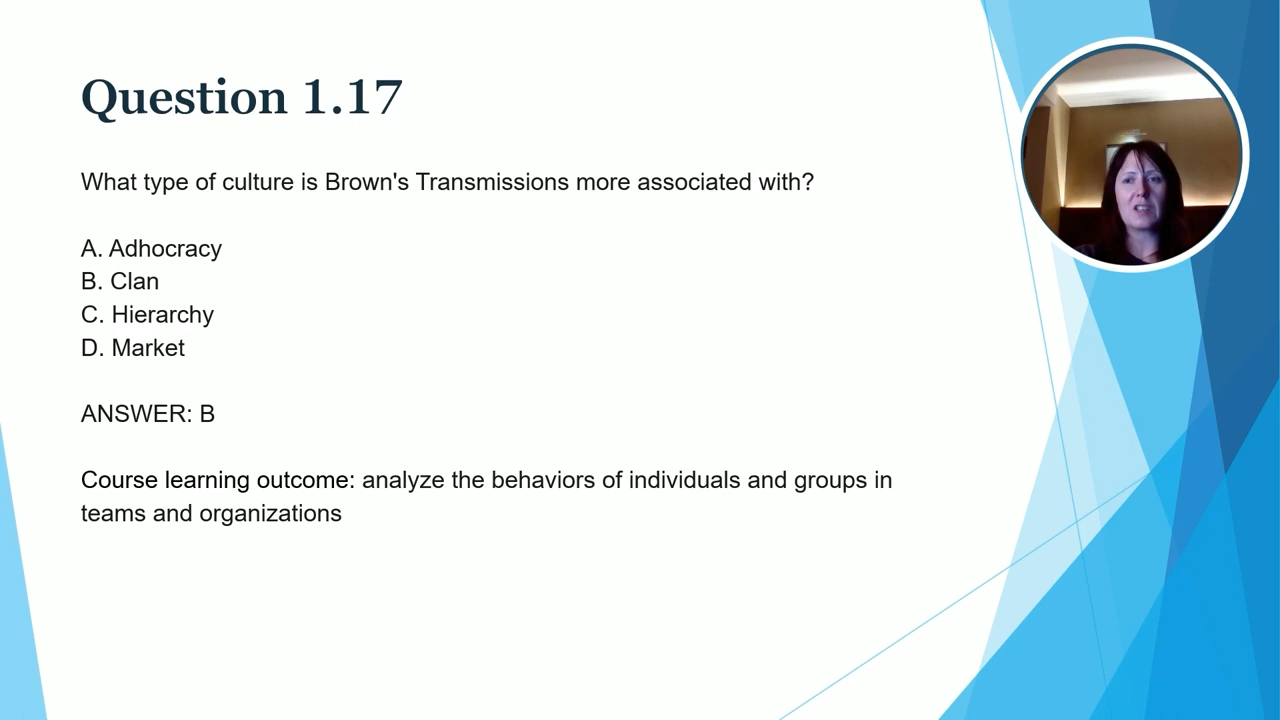 Question 1.17
What type of culture is Brown's Transmissions more associated with?
A. Adhocracy
B. Clan
C. Hierarchy
D. Market
ANSWER: B
Course learning outcome: analyze the behaviors of individuals and groups in
teams and organizations